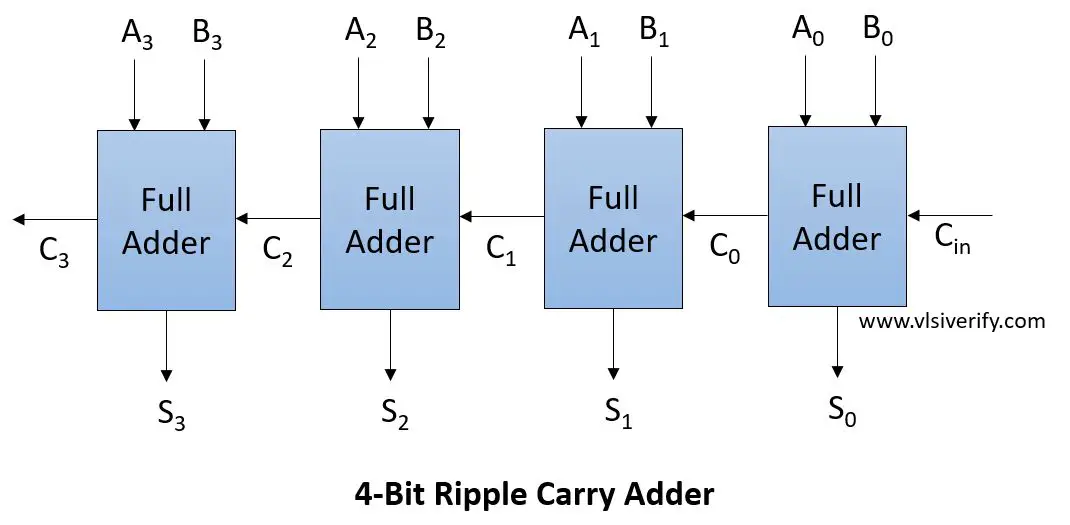 A₃ B₃ A₂ B₂ A₁ B₁ A₀ B₀
Full Full Full Full
Adder Adder Adder Adder
C₃ C₂ C₁ C₀ Cᵢₙ
www.vlsiverify.com
S₃ S₂ S₁ S₀
4-Bit Ripple Carry Adder